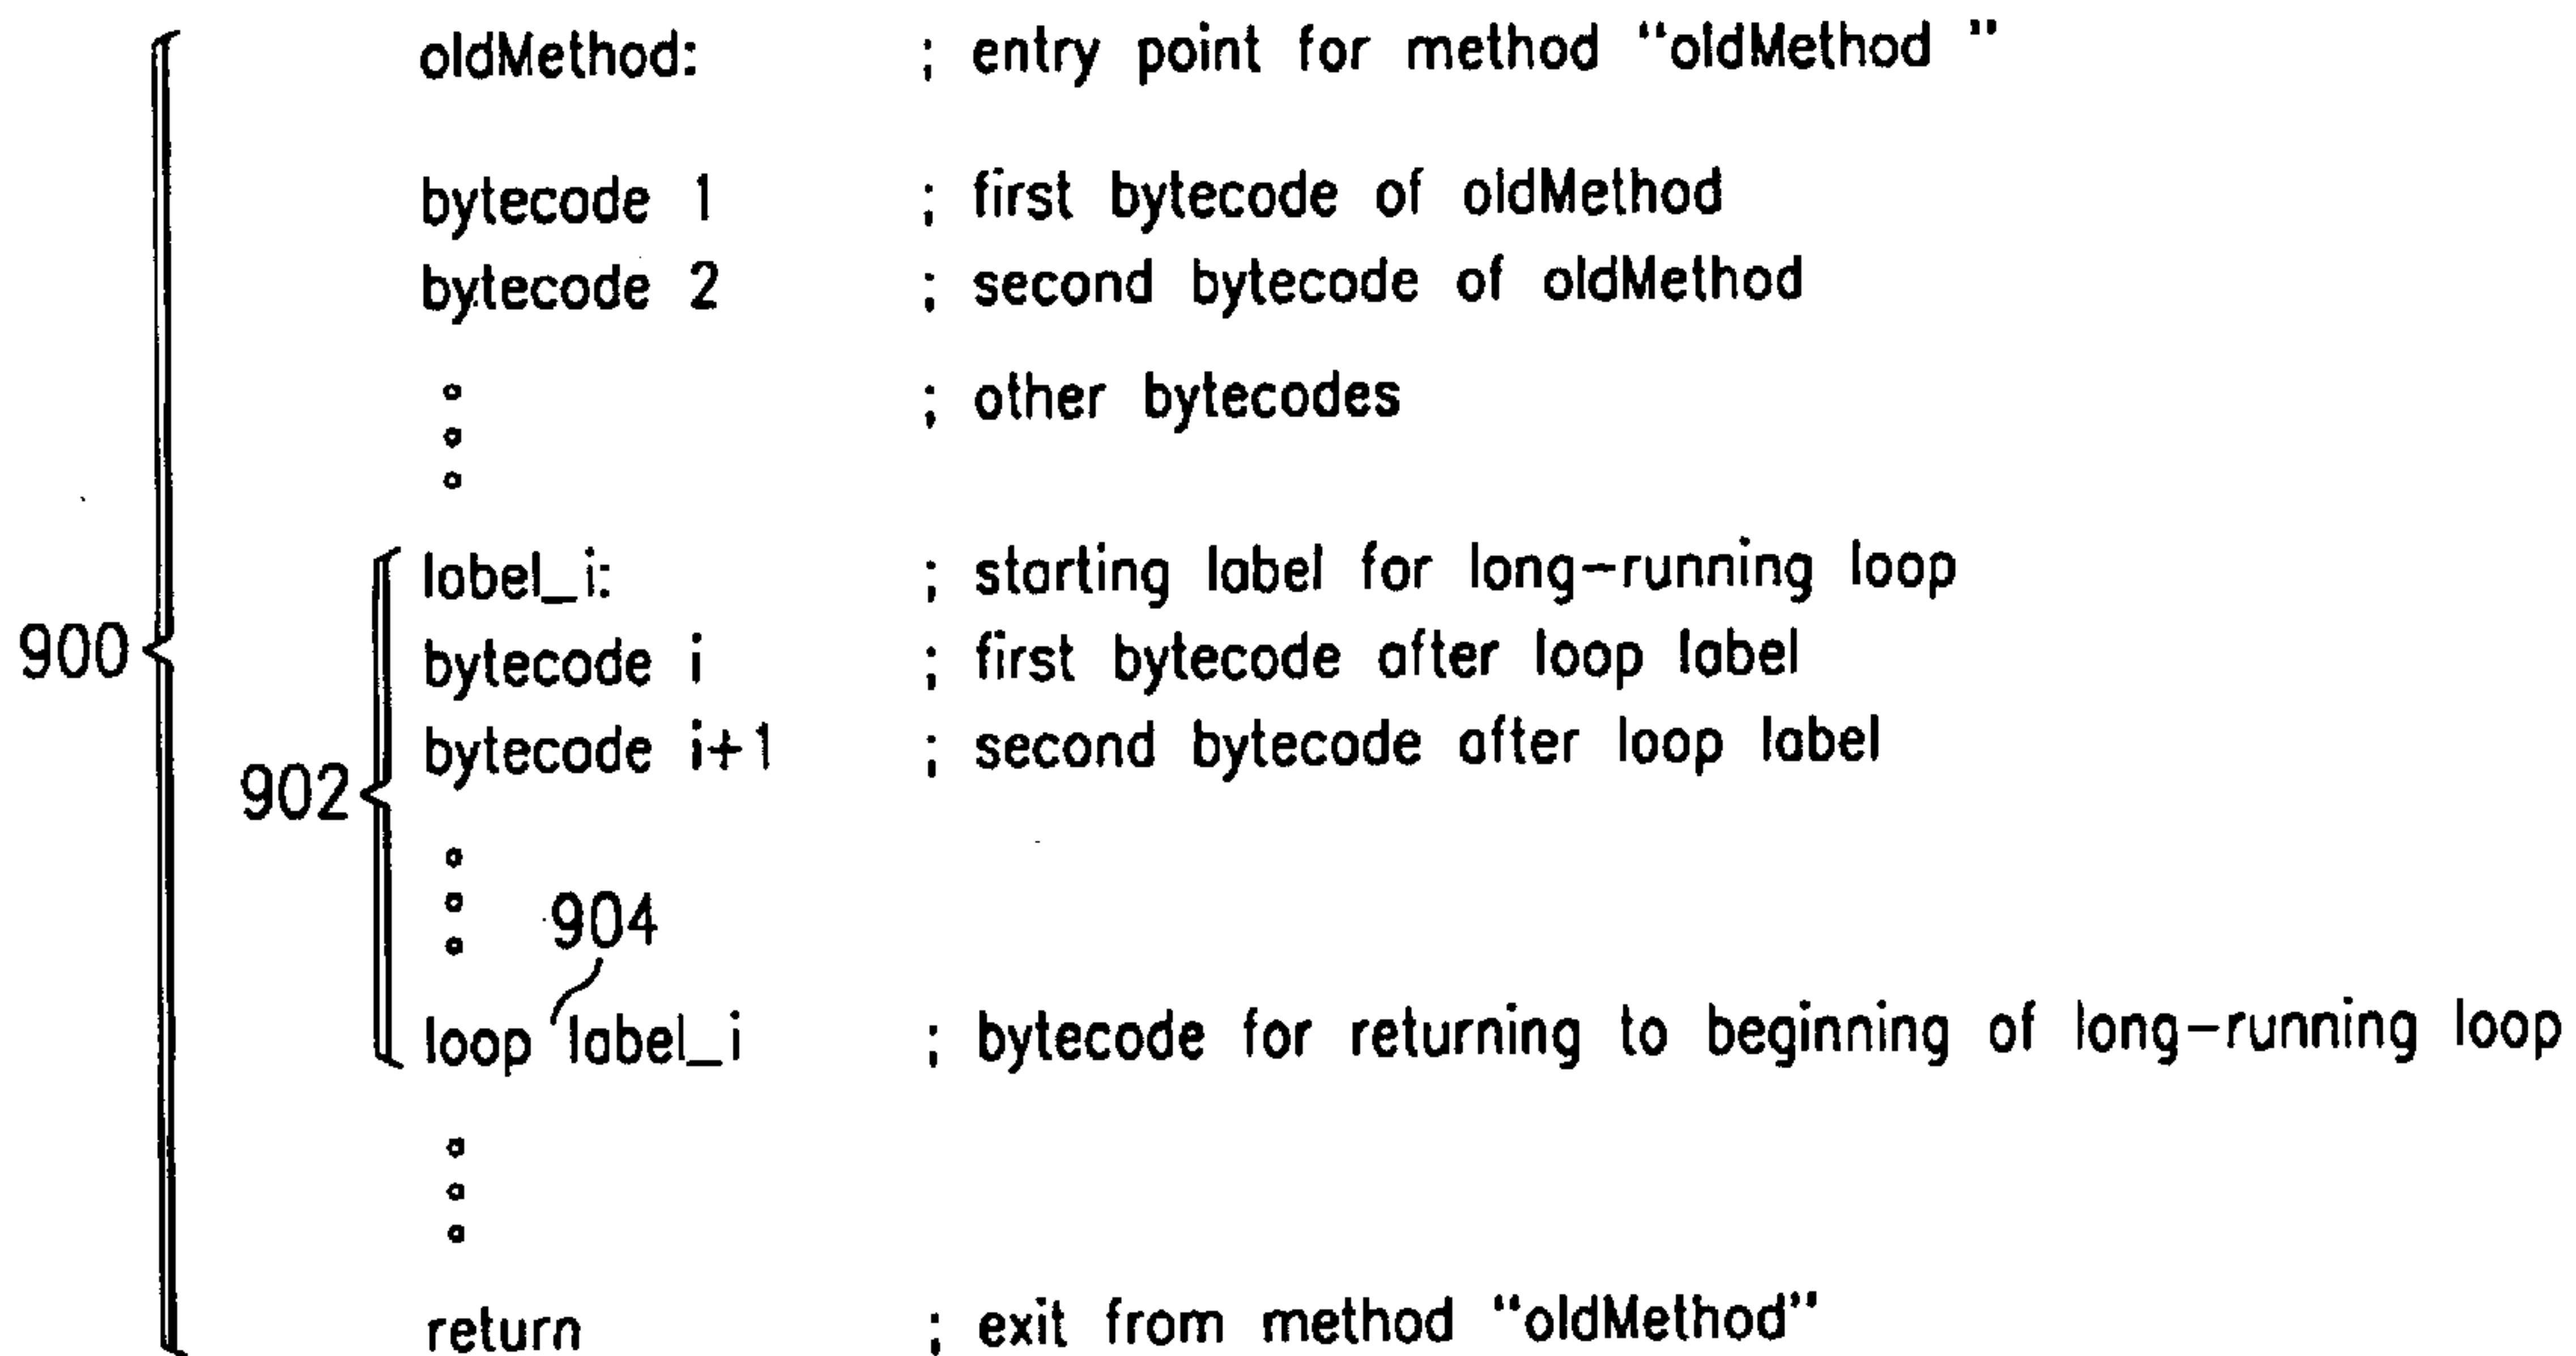 oldMethod: ; entry point for method “oldMethod ”
bytecode 1 ; first bytecode of oldMethod
bytecode 2 ; second bytecode of oldMethod
; other bytecodes
label_i: ; starting label for long-running loop
900 bytecode i ; first bytecode after loop label
902 bytecode i+1 ; second bytecode after loop label
904
loop label_i ; bytecode for returning to beginning of long-running loop
return ; exit from method “oldMethod”